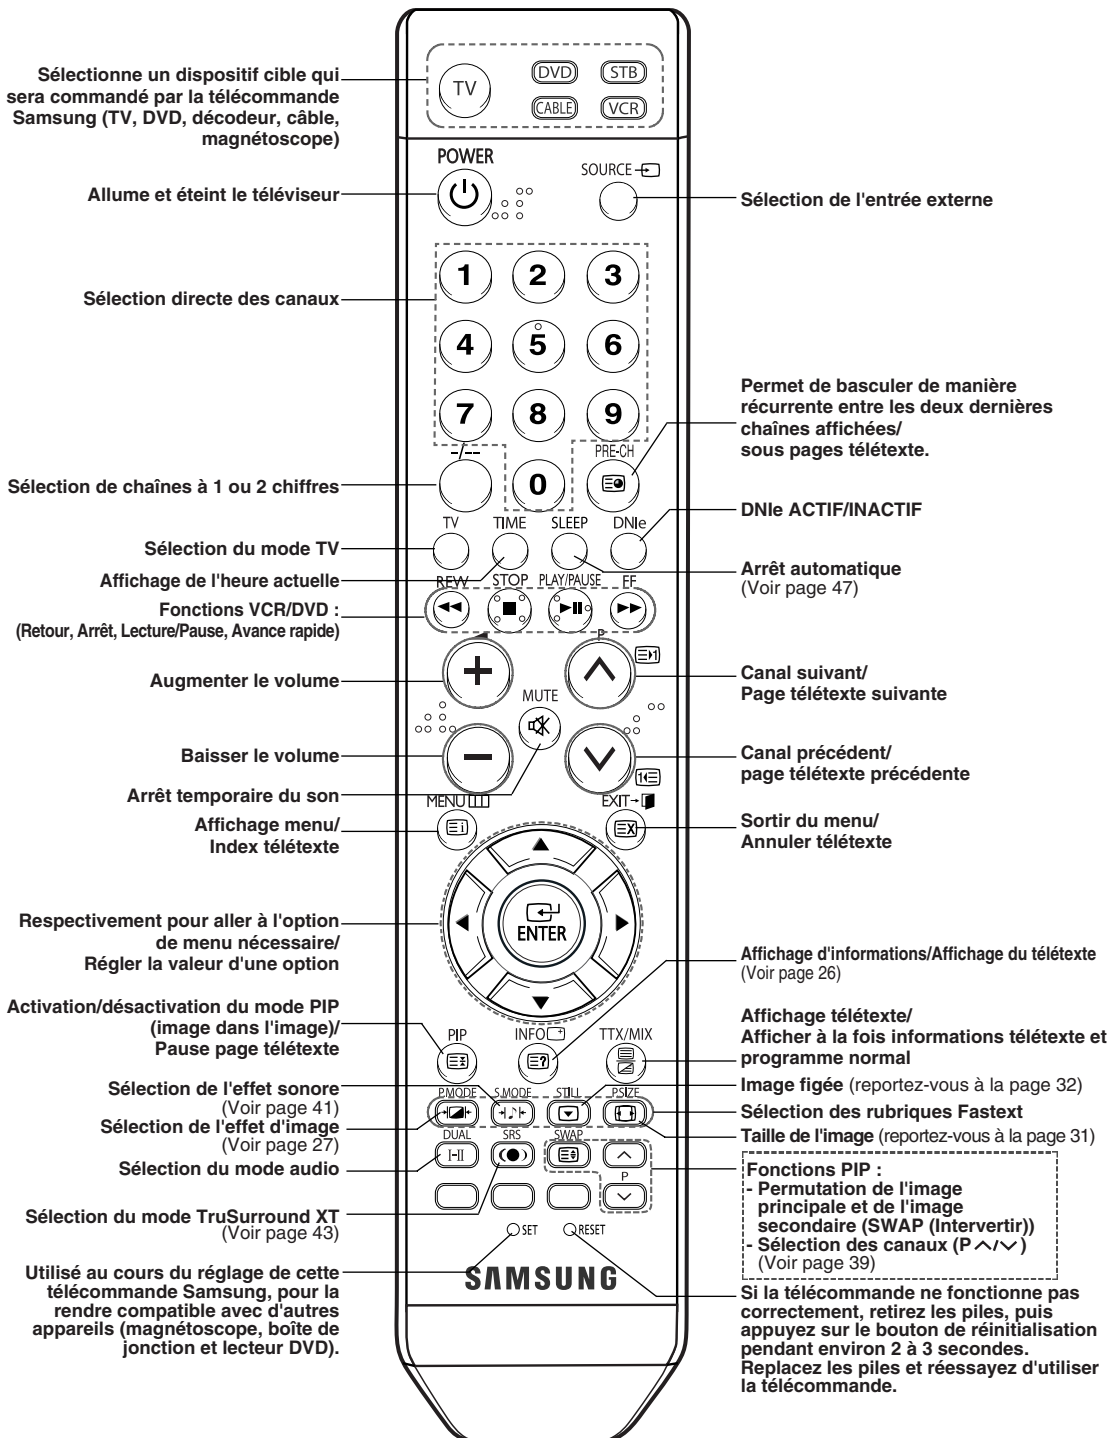 TV
DVD
STB
CABLE
VCR
Sélectionne un dispositif cible qui
sera commandé par la télécommande
Samsung (TV, DVD, décodeur, câble,
magnétoscope)
POWER
SOURCE
Allume et éteint le téléviseur
Sélection de l'entrée externe
1 2 3
Sélection directe des canaux
4 5 6
Permet de basculer de manière
récurrente entre les deux dernières
chaînes affichées/
sous pages télétexte.
7 8 9
-/--
PRE-CH
0
Sélection de chaînes à 1 ou 2 chiffres
DNIe ACTIF/INACTIF
TV TIME SLEEP DNIe
Sélection du mode TV
Arrêt automatique
(Voir page 47)
Affichage de l'heure actuelle
REW STOP PLAY/PAUSE FF
Fonctions VCR/DVD :
(Retour, Arrêt, Lecture/Pause, Avance rapide)
P
Augmenter le volume
Canal suivant/
Page télétexte suivante
MUTE
Baisser le volume
Canal précédent/
page télétexte précédente
Arrêt temporaire du son
MENU
EXIT
Affichage menu/
Index télétexte
Sortir du menu/
Annuler télétexte
ENTER
Respectivement pour aller à l'option
de menu nécessaire/
Régler la valeur d'une option
Affichage d'informations/Affichage du télétexte
(Voir page 26)
Activation/désactivation du mode PIP
(image dans l'image)/
Pause page télétexte
PIP INFO TTX/MIX
Affichage télétexte/
Afficher à la fois informations télétexte et
programme normal
Sélection de l'effet sonore
(Voir page 41)
P.MODE S.MODE STILL P.SIZE
Image figée (reportez-vous à la page 32)
Sélection de l'effet d'image
(Voir page 27)
Sélection des rubriques Fastext
Taille de l'image (reportez-vous à la page 31)
DUAL SRS SWAP
I-II
P
Sélection du mode audio
Fonctions PIP :
- Permutation de l'image
principale et de l'image
secondaire (SWAP (Intervertir))
- Sélection des canaux (P ︿/﹀)
(Voir page 39)
Sélection du mode TruSurround XT
(Voir page 43)
SET RESET
SAMSUNG
Utilisé au cours du réglage de cette
télécommande Samsung, pour la
rendre compatible avec d'autres
appareils (magnétoscope, boîte de
jonction et lecteur DVD).
Si la télécommande ne fonctionne pas
correctement, retirez les piles, puis
appuyez sur le bouton de réinitialisation
pendant environ 2 à 3 secondes.
Replacez les piles et réessayez d'utiliser
la télécommande.